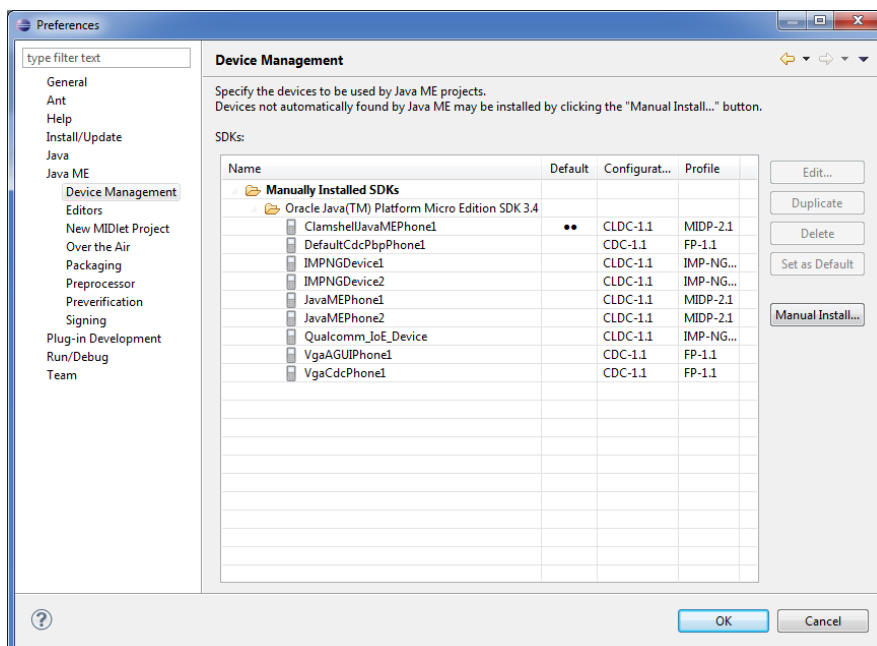 Preferences
type filter text
General
Ant
Help
Install/Update
Java
Java ME
Device Management
Editors
New MIDlet Project
Over the Air
Packaging
Preprocessor
Preverification
Signing
Plug-in Development
Run/Debug
Team
Device Management
Specify the devices to be used by Java ME projects.
Devices not automatically found by Java ME may be installed by clicking the "Manual Install..." button.
SDKs:
Name Default Configurat... Profile
Manually Installed SDKs
Oracle Java(TM) Platform Micro Edition SDK 3.4
ClamshellJavaMEPhone1 •• CLDC-1.1 MIDP-2.1
DefaultCdcPbpPhone1 CDC-1.1 FP-1.1
IMPNGDevice1 CLDC-1.1 IMP-NG...
IMPNGDevice2 CLDC-1.1 IMP-NG...
JavaMEPhone1 CLDC-1.1 MIDP-2.1
JavaMEPhone2 CLDC-1.1 MIDP-2.1
Qualcomm_IoE_Device CLDC-1.1 IMP-NG...
VgaAGUIPhone1 CDC-1.1 FP-1.1
VgaCdcPhone1 CDC-1.1 FP-1.1
Edit...
Duplicate
Delete
Set as Default
Manual Install...
?
OK Cancel